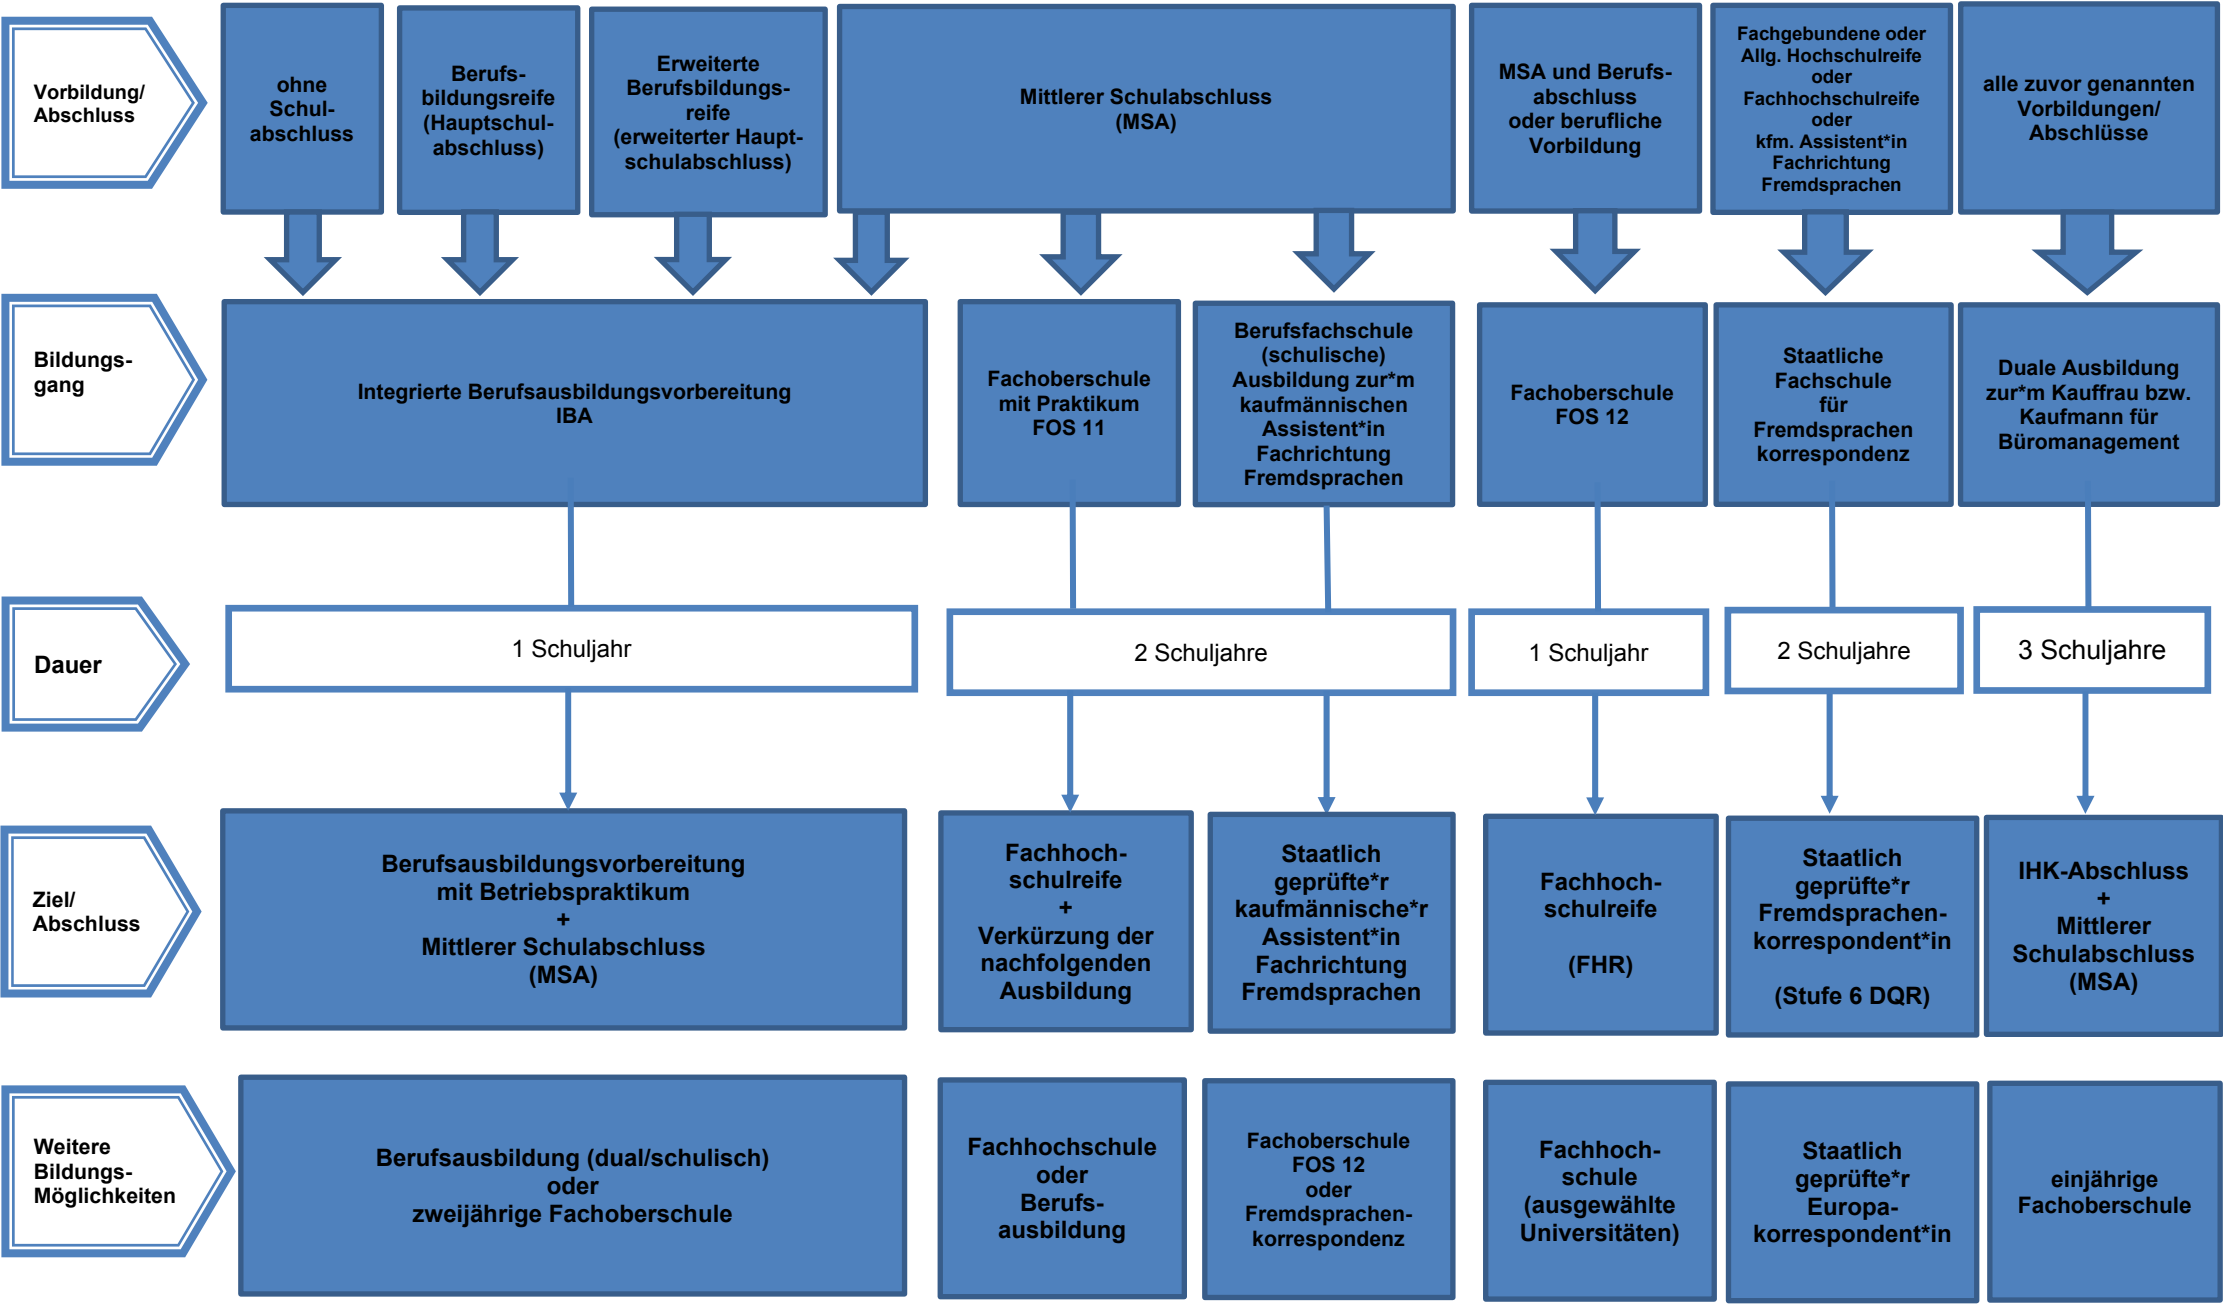 Vorbildung/
Abschluss
ohne
Schul-
abschluss
Berufs-
bildungsreife
(Hauptschul-
abschluss)
Erweiterte
Berufsbildungs-
reife
(erweiterter Haupt-
schulabschluss)
Mittlerer Schulabschluss
(MSA)
MSA und Berufs-
abschluss
oder berufliche
Vorbildung
Fachgebundene oder
Allg. Hochschulreife
oder
Fachhochschulreife
oder
kfm. Assistent*in
Fachrichtung
Fremdsprachen
alle zuvor genannten
Vorbildungen/
Abschlüsse
Bildungs-
gang
Integrierte Berufsausbildungsvorbereitung
IBA
Fachoberschule
mit Praktikum
FOS 11
Berufsfachschule
(schulische)
Ausbildung zur*m
kaufmännischen
Assistent*in
Fachrichtung
Fremdsprachen
Fachoberschule
FOS 12
Staatliche
Fachschule
für
Fremdsprachen
korrespondenz
Duale Ausbildung
zur*m Kauffrau bzw.
Kaufmann für
Büromanagement
Dauer
1 Schuljahr
2 Schuljahre
1 Schuljahr
2 Schuljahre
3 Schuljahre
Ziel/
Abschluss
Berufsausbildungsvorbereitung
mit Betriebspraktikum
+
Mittlerer Schulabschluss
(MSA)
Fachhoch-
schulreife
+
Verkürzung der
nachfolgenden
Ausbildung
Staatlich
geprüfte*r
kaufmännische*r
Assistent*in
Fachrichtung
Fremdsprachen
Fachhoch-
schulreife
(FHR)
Staatlich
geprüfte*r
Fremdsprachen-
korrespondent*in
(Stufe 6 DQR)
IHK-Abschluss
+
Mittlerer
Schulabschluss
(MSA)
Weitere
Bildungs-
Möglichkeiten
Berufsausbildung (dual/schulisch)
oder
zweijährige Fachoberschule
Fachhochschule
oder
Berufs-
ausbildung
Fachoberschule
FOS 12
oder
Fremdsprachen-
korrespondenz
Fachhoch-
schule
(ausgewählte
Universitäten)
Staatlich
geprüfte*r
Europa-
korrespondent*in
einjährige
Fachoberschule